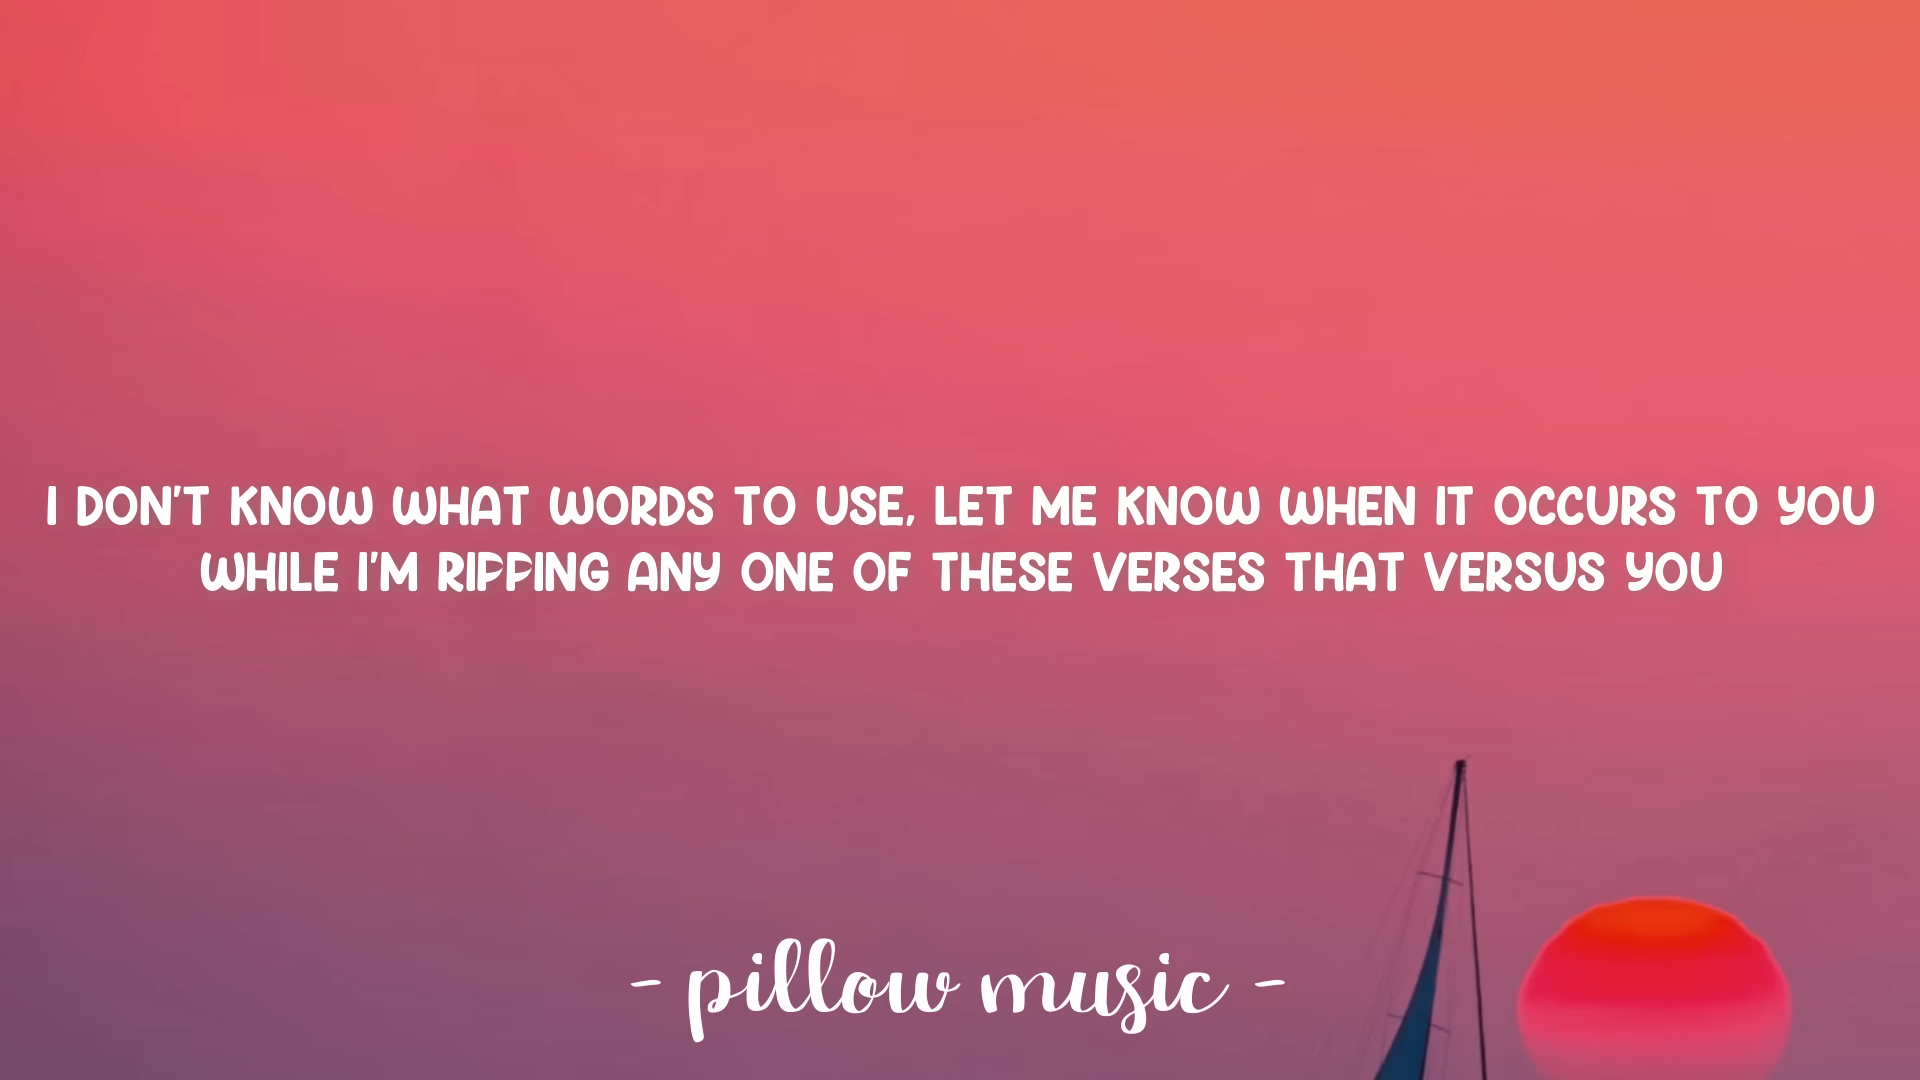 I DON'T KNOW WHAT WORDS TO USE, LET ME KNOW WHEN IT OCCURS TO YOU
WHILE I'M RIPPING ANY ONE OF THESE VERSES THAT VERSUS YOU
- pillow music -